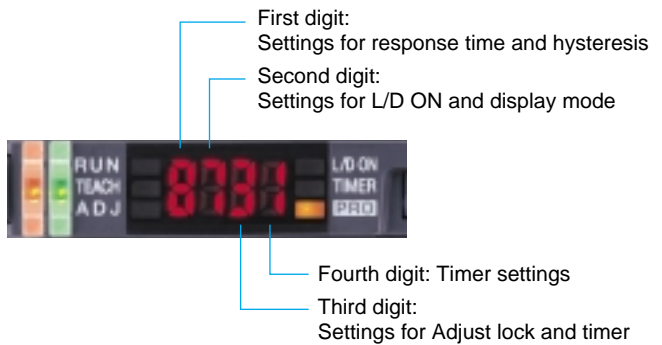 First digit:
Settings for response time and hysteresis
Second digit:
Settings for L/D ON and display mode
RUN
TEACH
ADJ
8731
L/D ON
TIMER
PRO
Fourth digit: Timer settings
Third digit:
Settings for Adjust lock and timer